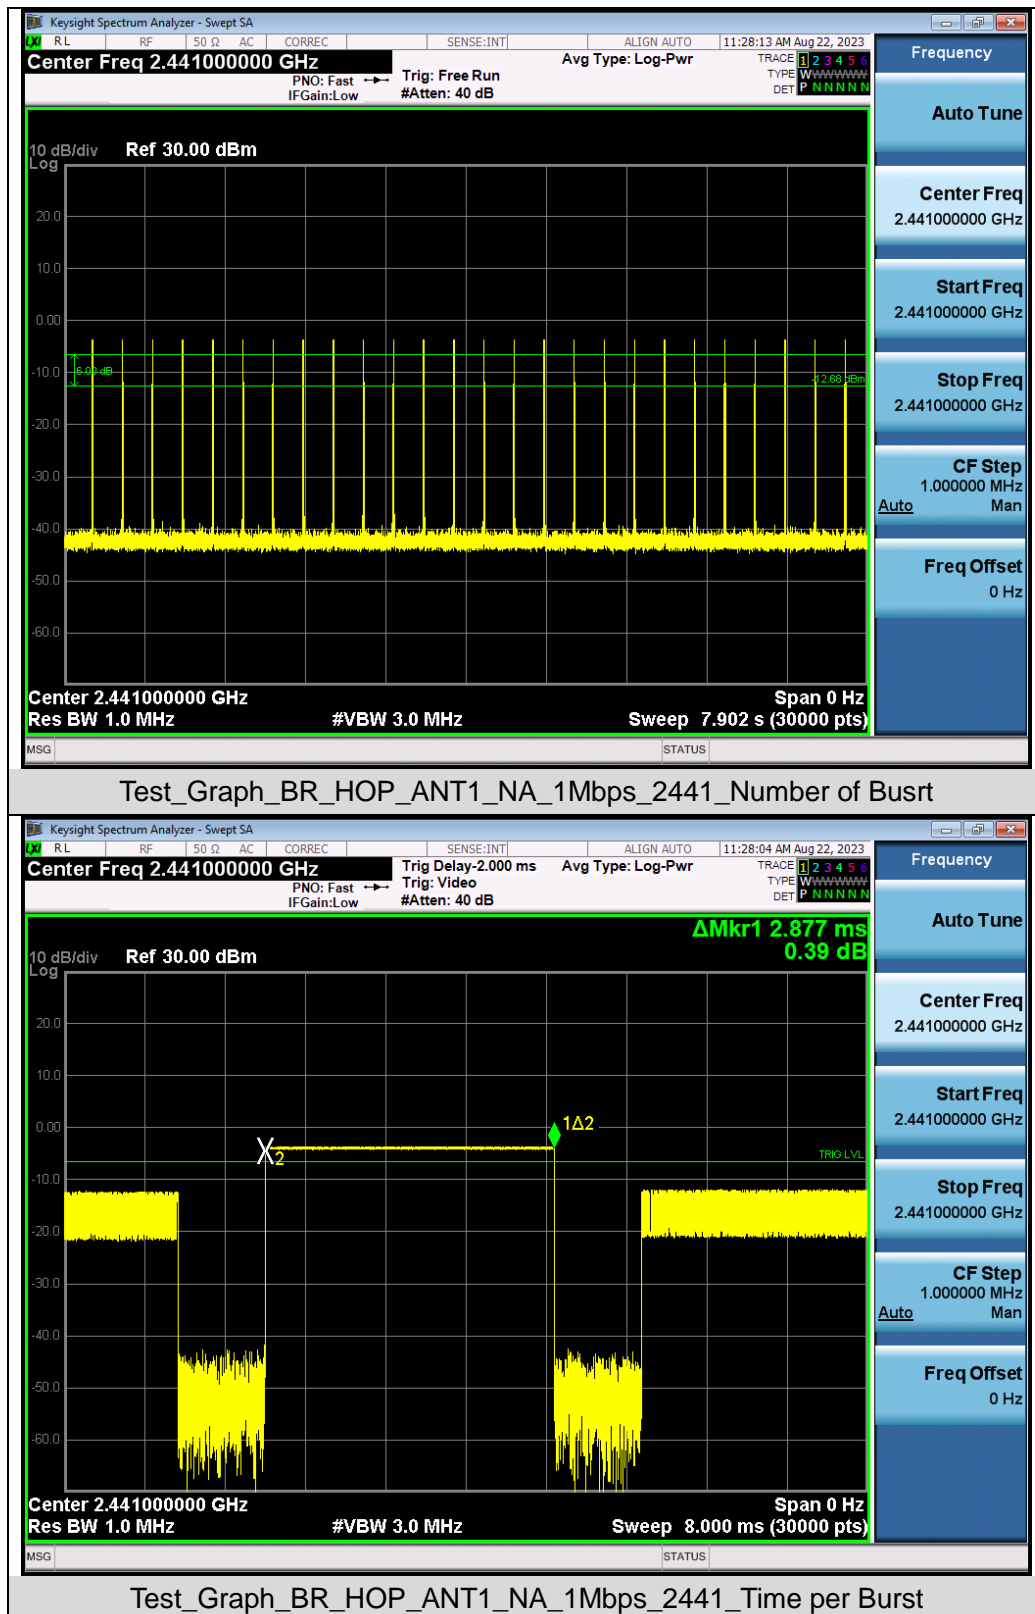 Keysight Spectrum Analyzer - Swept SA
LXI RL RF 50 Ω AC CORREC SENSE:INT ALIGN AUTO 11:28:13 AM Aug 22, 2023
Center Freq 2.441000000 GHz
PNO: Fast
IFGain:Low
Trig: Free Run
#Atten: 40 dB
Avg Type: Log-Pwr
TRACE 1 2 3 4 5 6
TYPE WWWWWW
DET P N N N N N
10 dB/div
Log
Ref 30.00 dBm
20.0
10.0
0.00
-10.0
6.00 dB
-12.68 dBm
-20.0
-30.0
-40.0
-50.0
-60.0
Center 2.441000000 GHz
Span 0 Hz
Res BW 1.0 MHz
#VBW 3.0 MHz
Sweep 7.902 s (30000 pts)
MSG
STATUS
Frequency
Auto Tune
Center Freq
2.441000000 GHz
Start Freq
2.441000000 GHz
Stop Freq
2.441000000 GHz
CF Step
1.000000 MHz
Auto Man
Freq Offset
0 Hz
Test_Graph_BR_HOP_ANT1_NA_1Mbps_2441_Number of Busrt
Keysight Spectrum Analyzer - Swept SA
LXI RL RF 50 Ω AC CORREC SENSE:INT ALIGN AUTO 11:28:04 AM Aug 22, 2023
Center Freq 2.441000000 GHz
PNO: Fast
IFGain:Low
Trig Delay-2.000 ms
Trig: Video
#Atten: 40 dB
Avg Type: Log-Pwr
TRACE 1 2 3 4 5 6
TYPE WWWWWW
DET P N N N N N
ΔMkr1 2.877 ms
0.39 dB
10 dB/div
Log
Ref 30.00 dBm
20.0
10.0
0.00
1Δ2
2
TRIG LVL
-10.0
-20.0
-30.0
-40.0
-50.0
-60.0
Center 2.441000000 GHz
Span 0 Hz
Res BW 1.0 MHz
#VBW 3.0 MHz
Sweep 8.000 ms (30000 pts)
MSG
STATUS
Frequency
Auto Tune
Center Freq
2.441000000 GHz
Start Freq
2.441000000 GHz
Stop Freq
2.441000000 GHz
CF Step
1.000000 MHz
Auto Man
Freq Offset
0 Hz
Test_Graph_BR_HOP_ANT1_NA_1Mbps_2441_Time per Burst